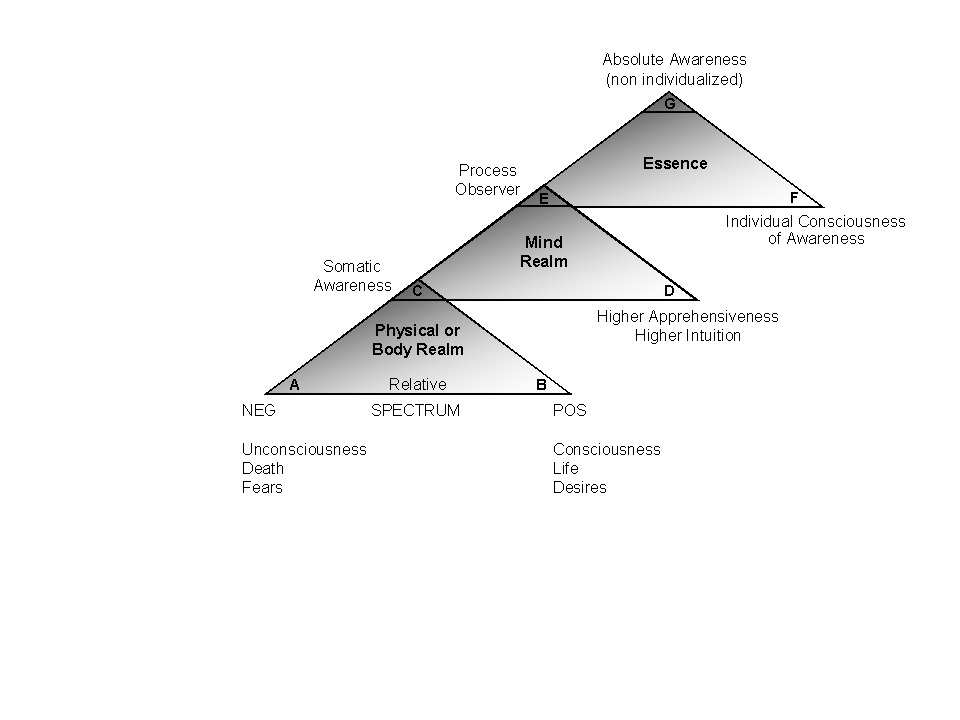 Absolute Awareness
(non individualized)
G
Essence
Process
Observer
E
F
Individual Consciousness
of Awareness
Mind
Realm
Somatic
Awareness
C
D
Higher Apprehensiveness
Higher Intuition
Physical or
Body Realm
A
Relative
B
NEG
SPECTRUM
POS
Unconsciousness
Death
Fears
Consciousness
Life
Desires